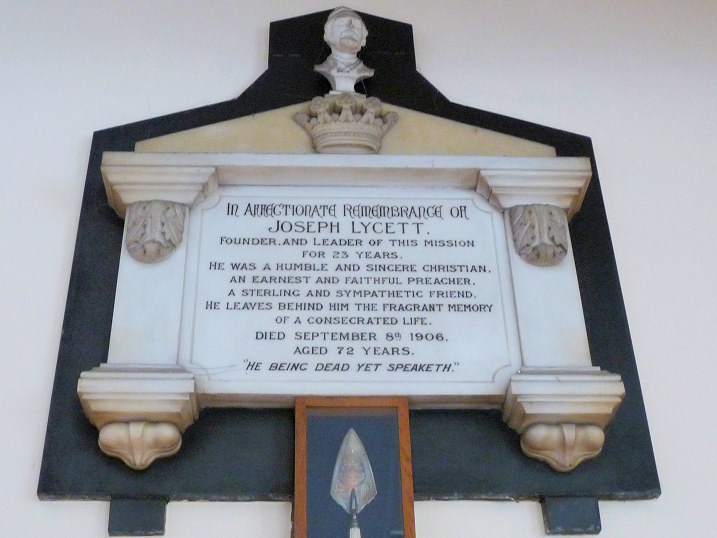 IN AFFECTIONATE REMEMBRANCE OF
JOSEPH LYCETT.
FOUNDER, AND LEADER OF THIS MISSION
FOR 23 YEARS.
HE WAS A HUMBLE AND SINCERE CHRISTIAN,
AN EARNEST AND FAITHFUL PREACHER,
A STERLING AND SYMPATHETIC FRIEND.
HE LEAVES BEHIND HIM THE FRAGRANT MEMORY
OF A CONSECRATED LIFE.
DIED SEPTEMBER 8th 1906.
AGED 72 YEARS.
"HE BEING DEAD YET SPEAKETH."